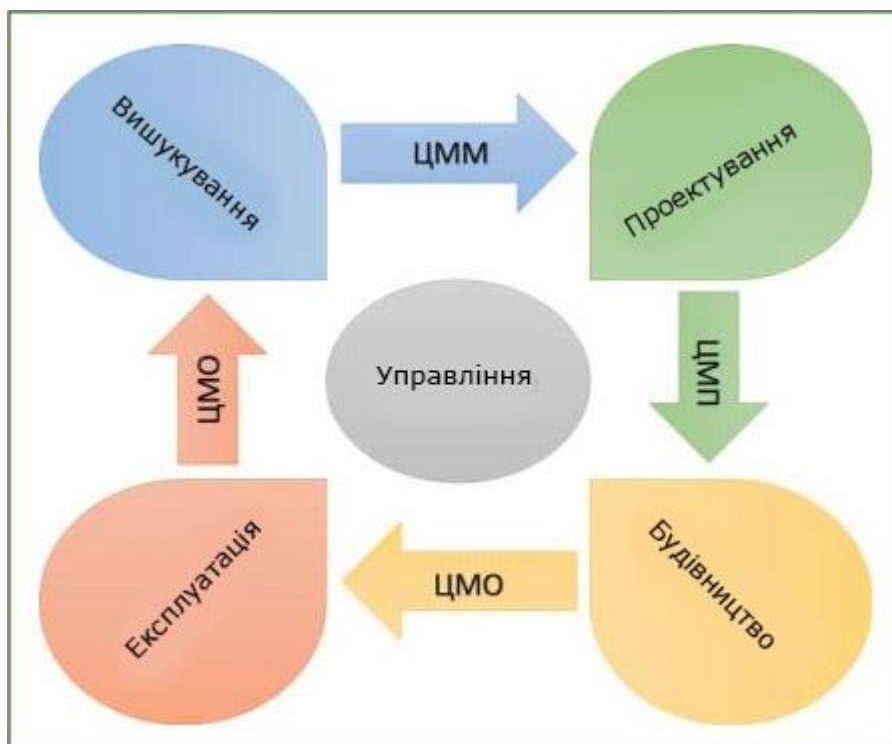 Вишукування
ЦММ
Проектування
ЦМО
Управління
ЦМП
Експлуатація
ЦМО
Будівництво